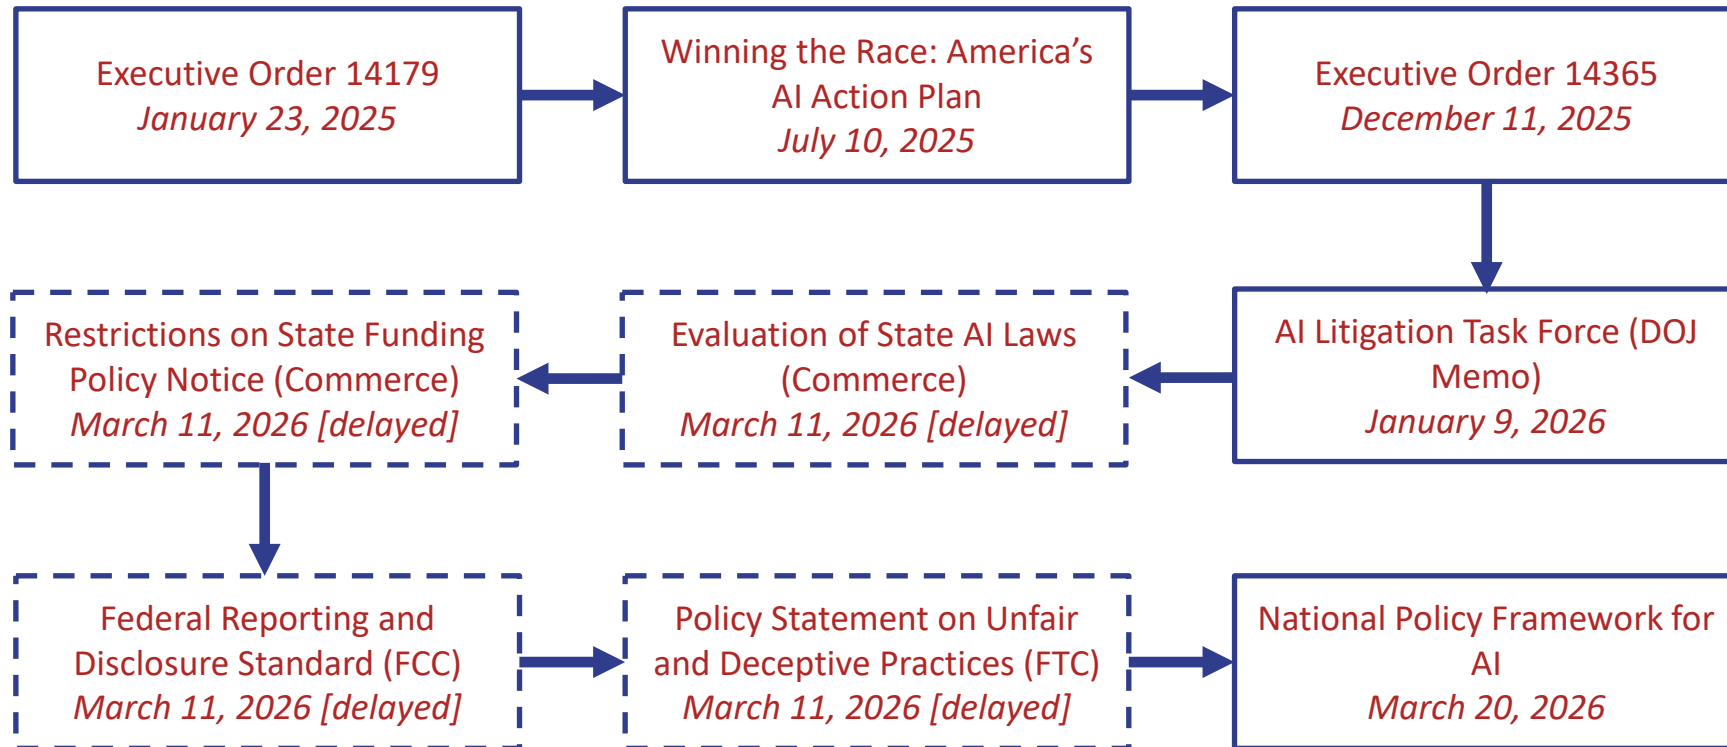 Executive Order 14179
January 23, 2025
Winning the Race: America’s
AI Action Plan
July 10, 2025
Executive Order 14365
December 11, 2025
Restrictions on State Funding
Policy Notice (Commerce)
March 11, 2026 [delayed]
Evaluation of State AI Laws
(Commerce)
March 11, 2026 [delayed]
AI Litigation Task Force (DOJ
Memo)
January 9, 2026
Federal Reporting and
Disclosure Standard (FCC)
March 11, 2026 [delayed]
Policy Statement on Unfair
and Deceptive Practices (FTC)
March 11, 2026 [delayed]
National Policy Framework for
AI
March 20, 2026